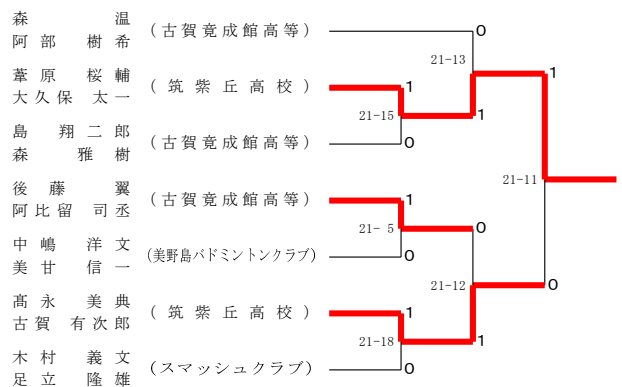 森 温
阿部 樹希
(古賀竟成館高等)
0
21-13
1
葦原 桜輔
大久保 太一
(筑紫丘高校)
1
21-15
1
島 翔二郎
森 雅樹
(古賀竟成館高等)
0
21-11
後藤 翼
阿比留 司丞
(古賀竟成館高等)
1
21- 5
0
中嶋 洋文
美甘 信一
(美野島バドミントンクラブ)
0
21-12
0
髙永 美典
古賀 有次郎
(筑紫丘高校)
1
21-18
1
木村 義文
足立 隆雄
(スマッシュクラブ)
0